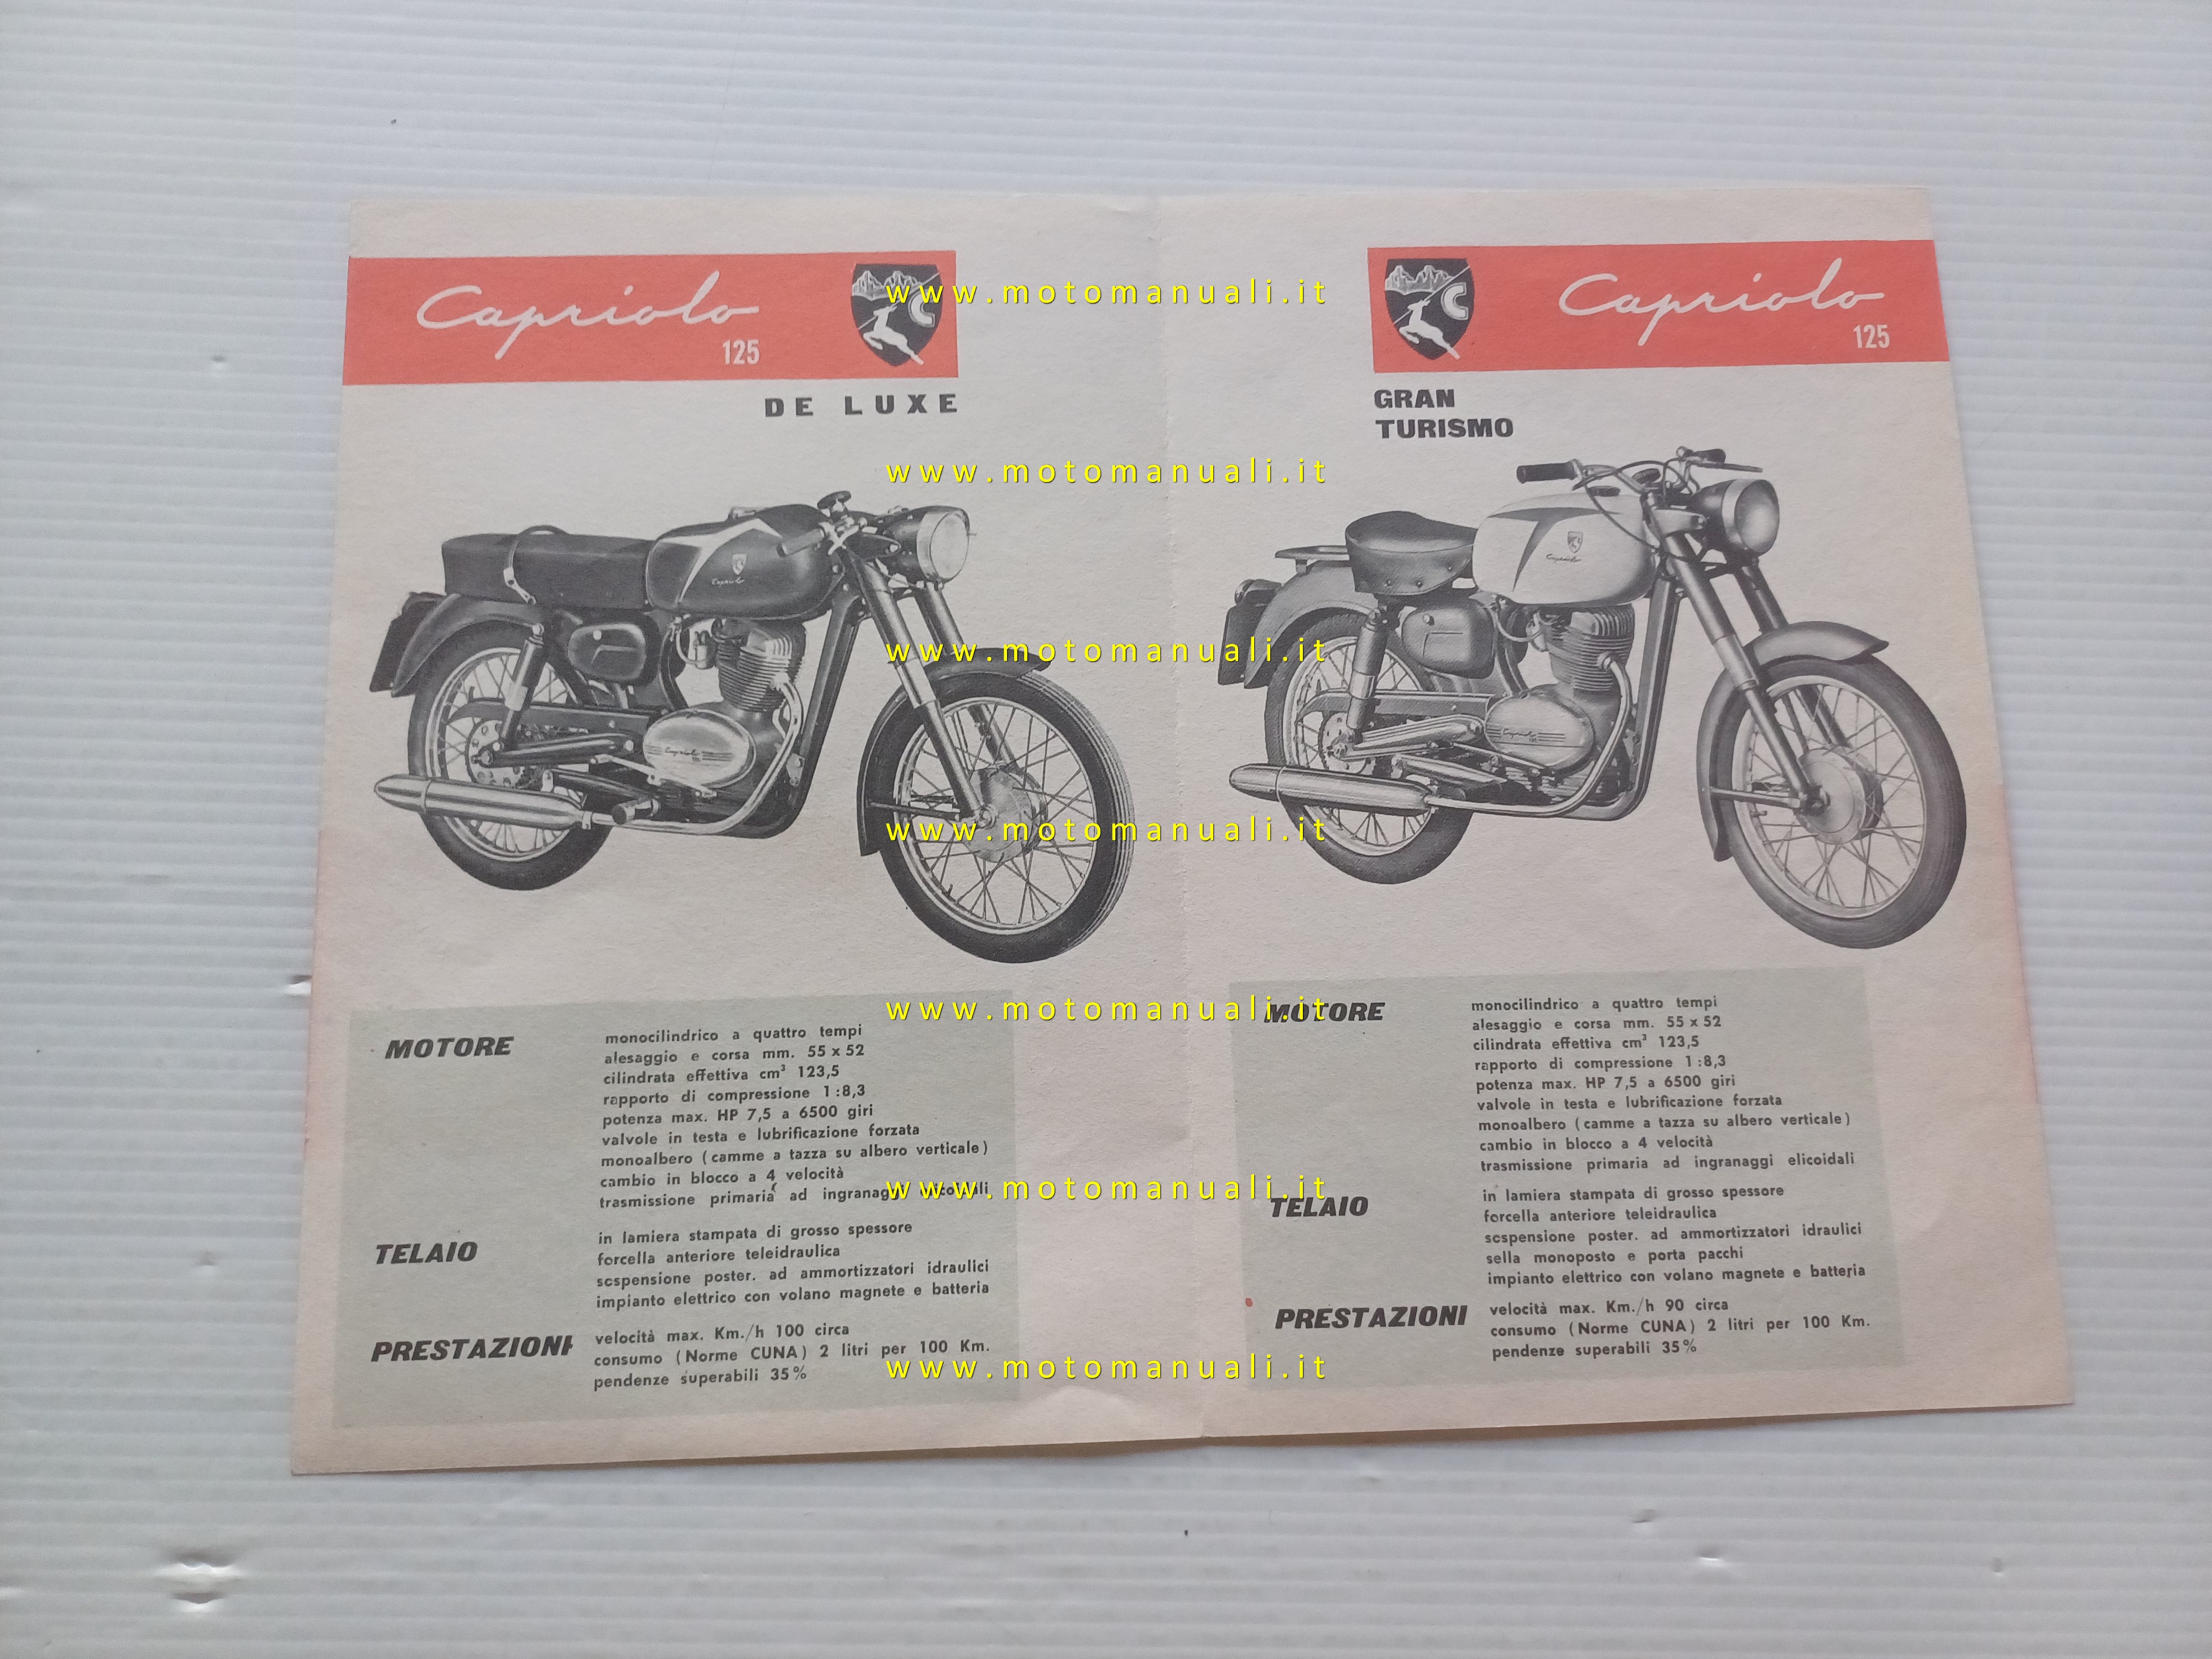 Capriolo
125
C
DE LUXE
Capriolo
Capriolo
125
MOTORE
monocilindrico a quattro tempi
alesaggio e corsa mm. 55 x 52
cilindrata effettiva cm³ 123,5
rapporto di compressione 1:8,3
potenza max. HP 7,5 a 6500 giri
valvole in testa e lubrificazione forzata
monoalbero (camme a tazza su albero verticale)
cambio in blocco a 4 velocità
trasmissione primaria ad ingranaggi elicoidali
TELAIO
in lamiera stampata di grosso spessore
forcella anteriore teleidraulica
sospensione poster. ad ammortizzatori idraulici
impianto elettrico con volano magnete e batteria
PRESTAZIONI
velocità max. Km./h 100 circa
consumo (Norme CUNA) 2 litri per 100 Km.
pendenze superabili 35%
C
Capriolo
125
GRAN
TURISMO
Capriolo
Capriolo
125
MOTORE
monocilindrico a quattro tempi
alesaggio e corsa mm. 55 x 52
cilindrata effettiva cm³ 123,5
rapporto di compressione 1:8,3
potenza max. HP 7,5 a 6500 giri
valvole in testa e lubrificazione forzata
monoalbero (camme a tazza su albero verticale)
cambio in blocco a 4 velocità
trasmissione primaria ad ingranaggi elicoidali
TELAIO
in lamiera stampata di grosso spessore
forcella anteriore teleidraulica
sospensione poster. ad ammortizzatori idraulici
sella monoposto e porta pacchi
impianto elettrico con volano magnete e batteria
PRESTAZIONI
velocità max. Km./h 90 circa
consumo (Norme CUNA) 2 litri per 100 Km.
pendenze superabili 35%
www.motomanuali.it
www.motomanuali.it
www.motomanuali.it
www.motomanuali.it
www.motomanuali.it
www.motomanuali.it
www.motomanuali.it